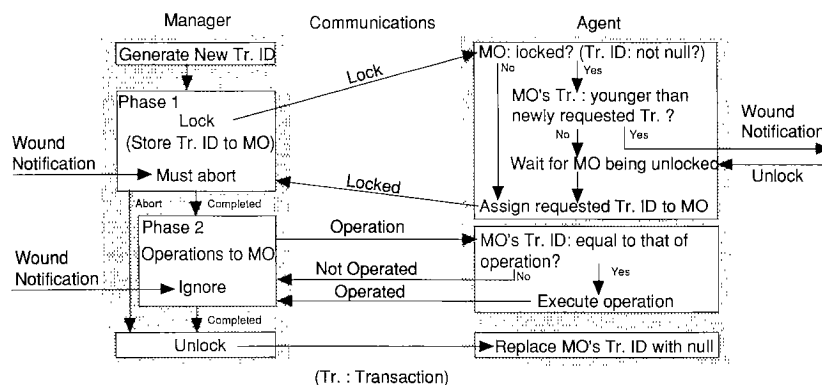 Manager
Communications
Agent
Generate New Tr. ID
MO: locked? (Tr. ID: not null?)
Lock
No
Yes
Phase 1
Lock
(Store Tr. ID to MO)
MO's Tr. : younger than
newly requested Tr. ?
Wound
Notification
Wound
Notification
No
Yes
Must abort
Wait for MO being unlocked
Unlock
Locked
Abort
Completed
Assign requested Tr. ID to MO
Phase 2
Operations to MO
Operation
MO's Tr. ID: equal to that of
operation?
Wound
Notification
Not Operated
No
Yes
Ignore
Operated
Execute operation
Completed
Unlock
Replace MO's Tr. ID with null
(Tr. : Transaction)